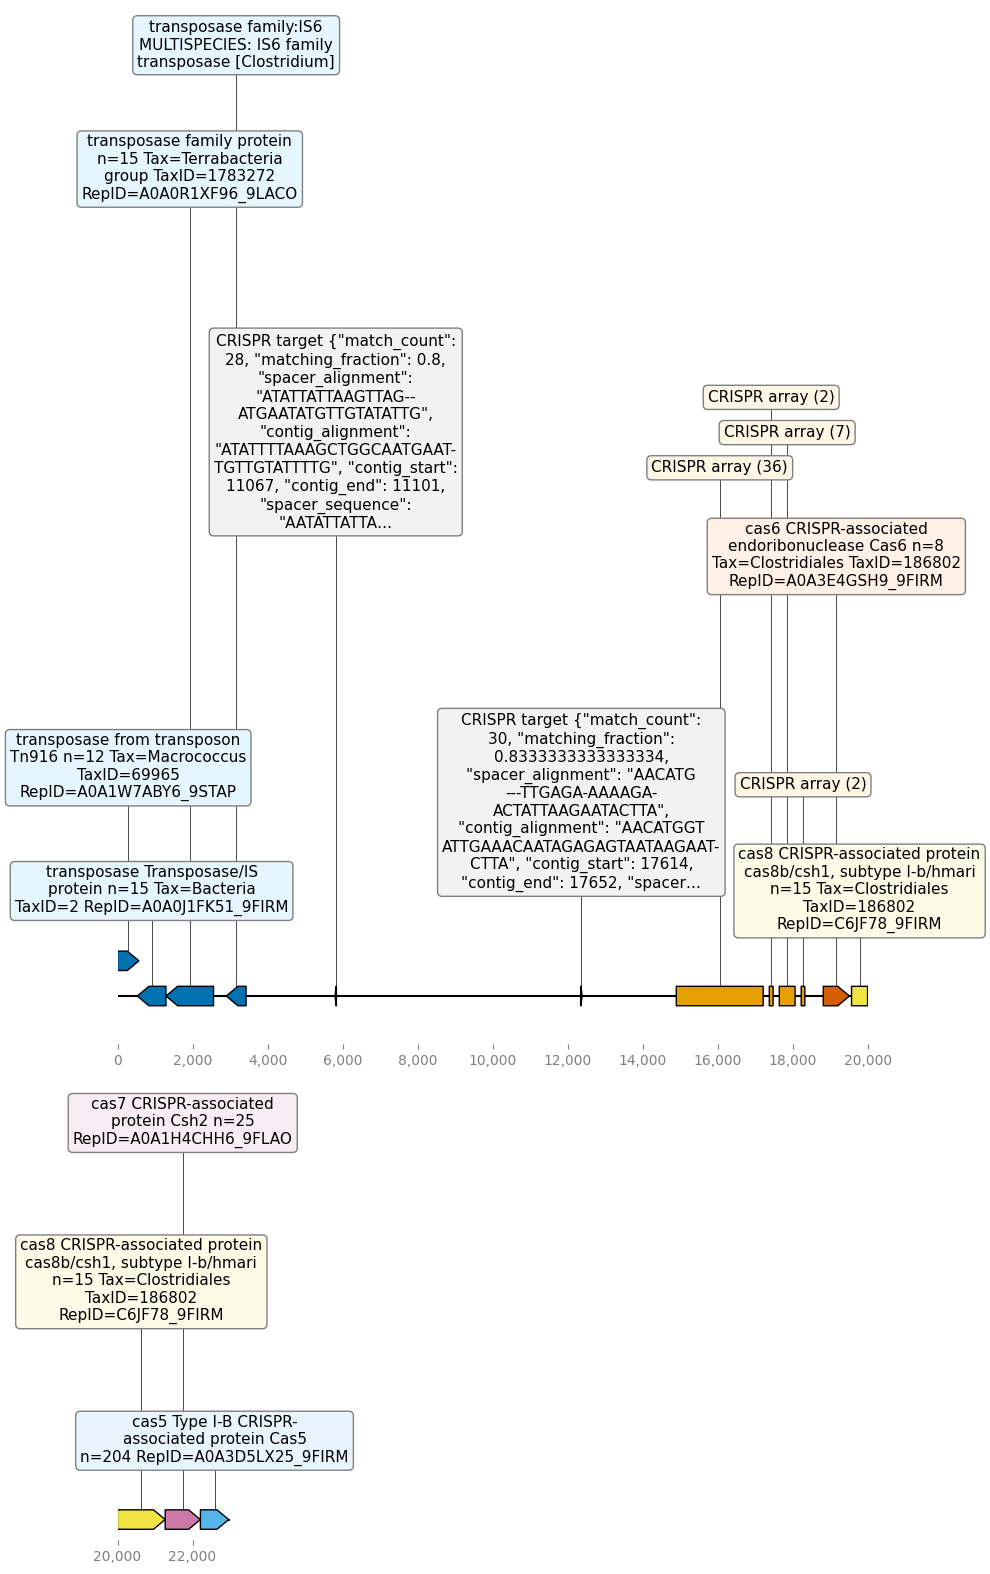 transposase family:IS6
MULTISPECIES: IS6 family
transposase [Clostridium]
transposase family protein
n=15 Tax=Terrabacteria
group TaxID=1783272
RepID=A0A0R1XF96_9LACO
CRISPR target {"match_count":
28, "matching_fraction": 0.8,
"spacer_alignment":
"ATATTATTAAGTTAG--
ATGAATATGTTGTATATTG",
"contig_alignment":
"ATATTTTAAAGCTGGCAATGAAT-
TGTTGTATTTTG", "contig_start":
11067, "contig_end": 11101,
"spacer_sequence":
"AATATTATTA...
CRISPR array (2)
CRISPR array (7)
CRISPR array (36)
cas6 CRISPR-associated
endoribonuclease Cas6 n=8
Tax=Clostridiales TaxID=186802
RepID=A0A3E4GSH9_9FIRM
CRISPR target {"match_count":
30, "matching_fraction":
0.8333333333333334,
"spacer_alignment": "AACATG
---TTGAGA-AAAAGA-
ACTATTAAGAATACTTA",
"contig_alignment": "AACATGGT
ATTGAAACAATAGAGAGTAATAAGAAT-
CTTA", "contig_start": 17614,
"contig_end": 17652, "spacer...
transposase from transposon
Tn916 n=12 Tax=Macrococcus
TaxID=69965
RepID=A0A1W7ABY6_9STAP
CRISPR array (2)
cas8 CRISPR-associated protein
cas8b/csh1, subtype I-b/hmari
n=15 Tax=Clostridiales
TaxID=186802
RepID=C6JF78_9FIRM
transposase Transposase/IS
protein n=15 Tax=Bacteria
TaxID=2 RepID=A0A0J1FK51_9FIRM
0 2,000 4,000 6,000 8,000 10,000 12,000 14,000 16,000 18,000 20,000
cas7 CRISPR-associated
protein Csh2 n=25
RepID=A0A1H4CHH6_9FLAO
cas8 CRISPR-associated protein
cas8b/csh1, subtype I-b/hmari
n=15 Tax=Clostridiales
TaxID=186802
RepID=C6JF78_9FIRM
cas5 Type I-B CRISPR-
associated protein Cas5
n=204 RepID=A0A3D5LX25_9FIRM
20,000 22,000